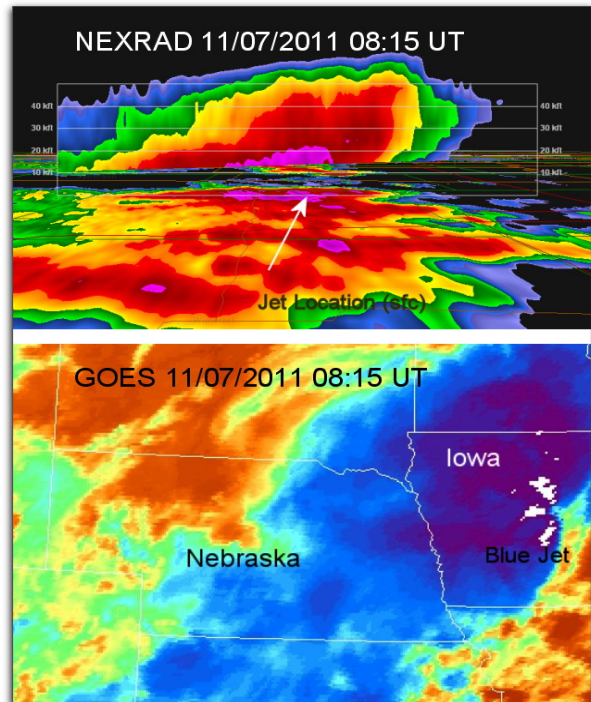 NEXRAD 11/07/2011 08:15 UT
40 kft 40 kft
30 kft 30 kft
20 kft 20 kft
10 kft 10 kft
Jet Location (sfc)
GOES 11/07/2011 08:15 UT
Iowa
Nebraska Blue Jet